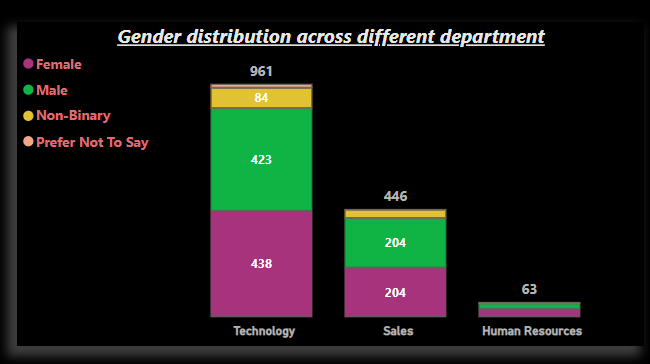 Gender distribution across different department
Female
Male
Non-Binary
Prefer Not To Say
961
84
423
438
446
204
204
63
Technology
Sales
Human Resources